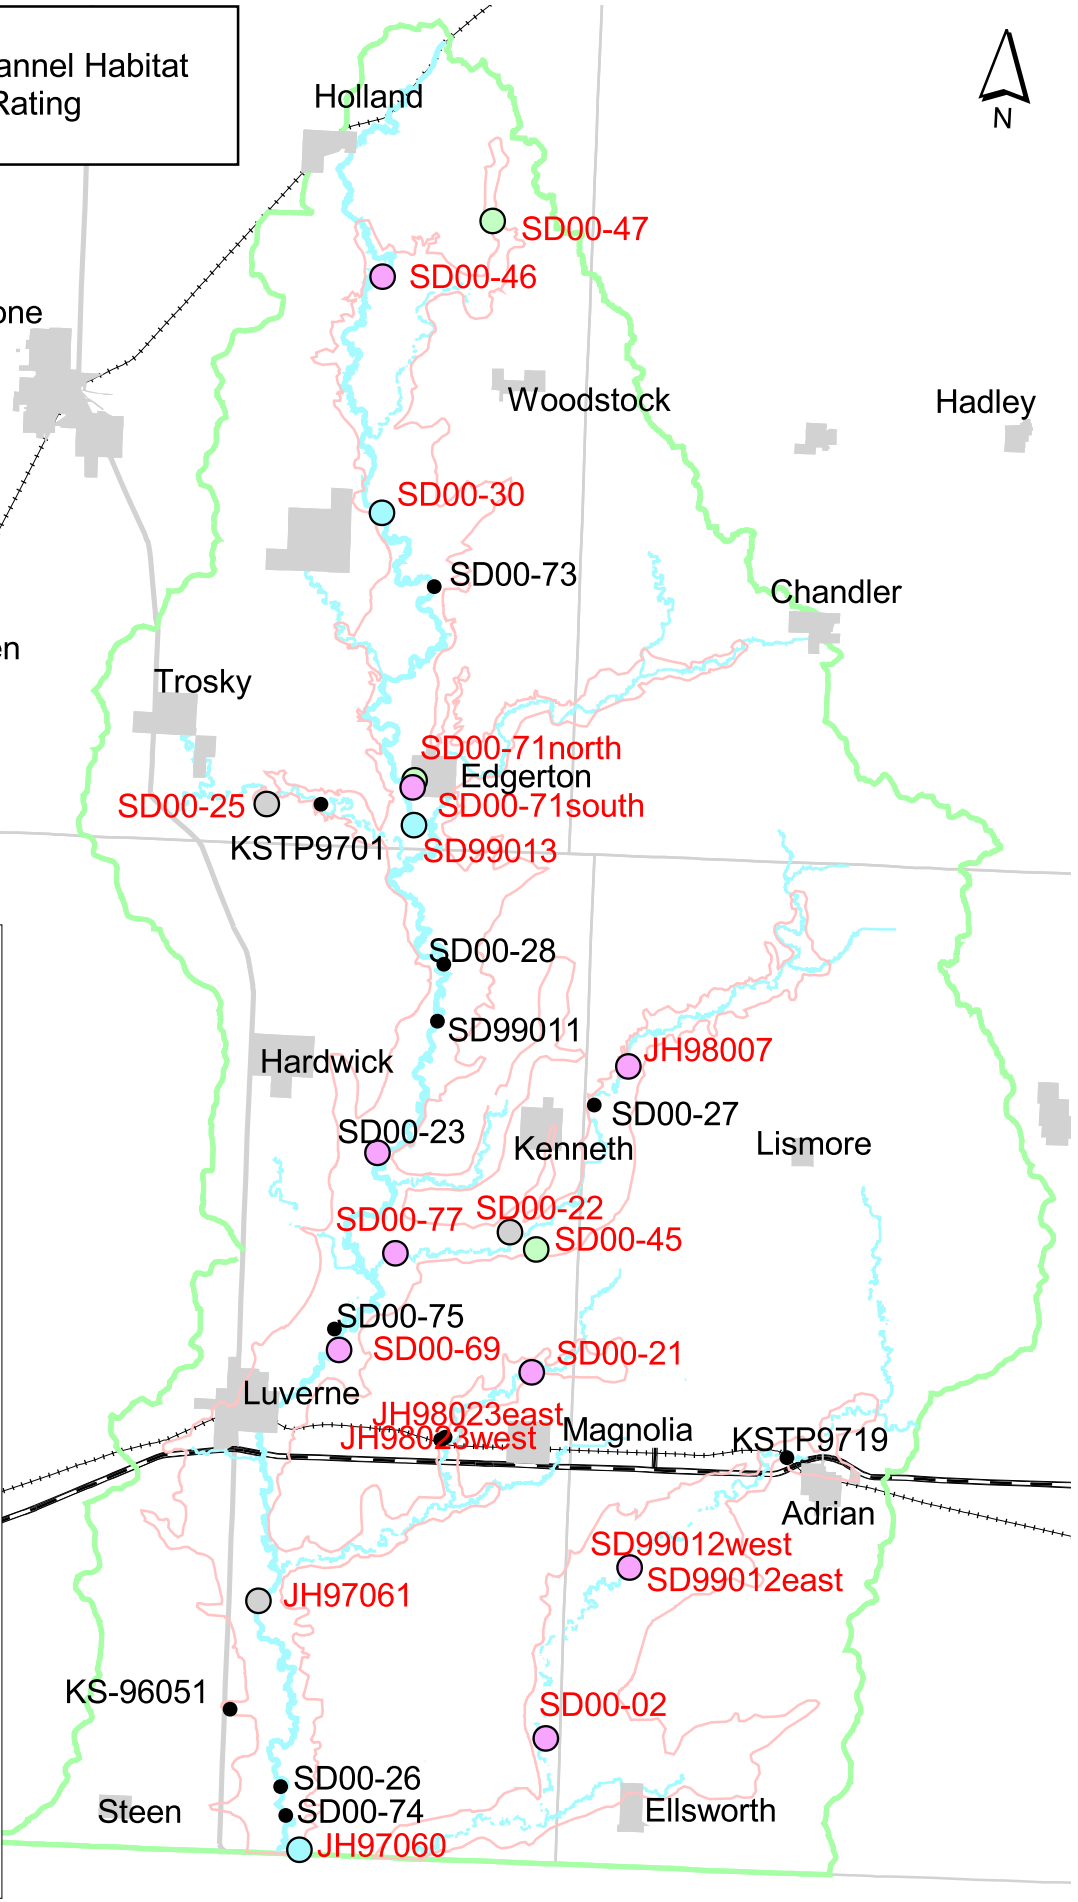 annel Habitat
Rating
Holland
N
SD00-47
SD00-46
one
Woodstock
Hadley
SD00-30
SD00-73
Chandler
en
Trosky
SD00-71north
Edgerton
SD00-25
SD00-71south
KSTP9701
SD99013
SD00-28
SD99011
JH98007
Hardwick
SD00-27
SD00-23
Kenneth
Lismore
SD00-22
SD00-77
SD00-45
SD00-75
SD00-69
SD00-21
Luverne
JH98023east
Magnolia
JH98023west
KSTP9719
Adrian
SD99012west
SD99012east
JH97061
KS-96051
SD00-02
SD00-26
Steen
SD00-74
Ellsworth
JH97060